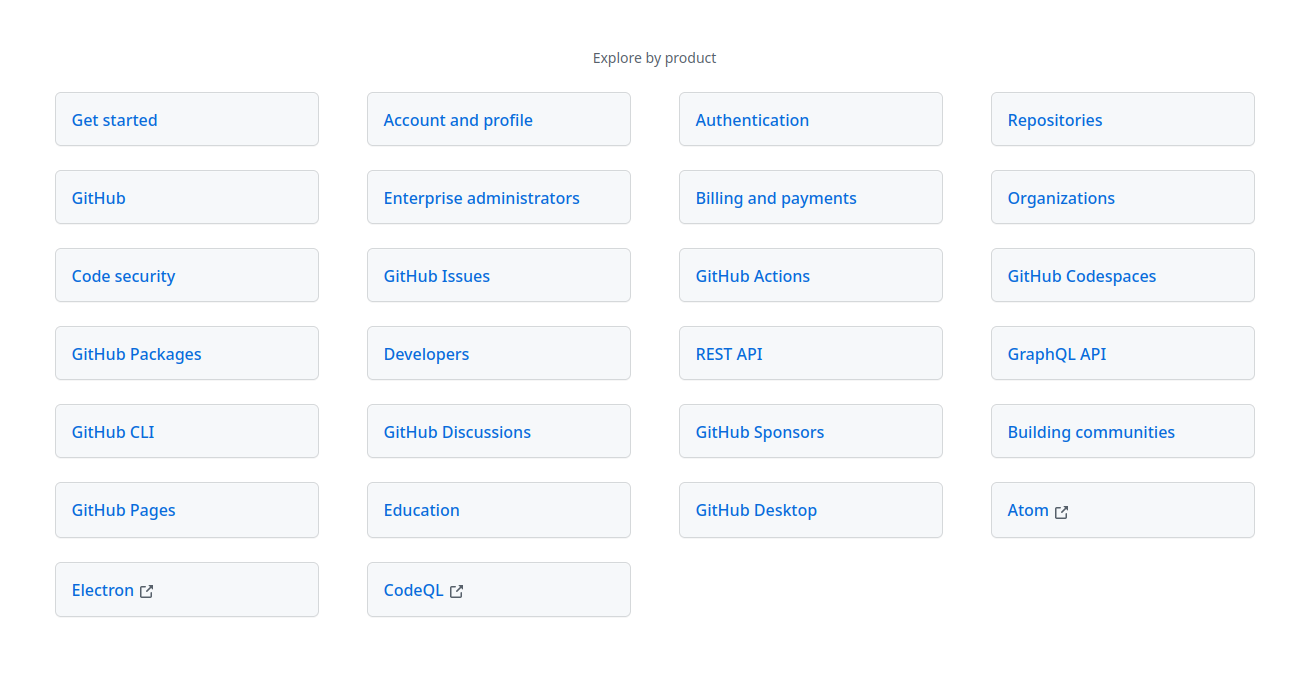 Explore by product
Get started
Account and profile
Authentication
Repositories
GitHub
Enterprise administrators
Billing and payments
Organizations
Code security
GitHub Issues
GitHub Actions
GitHub Codespaces
GitHub Packages
Developers
REST API
GraphQL API
GitHub CLI
GitHub Discussions
GitHub Sponsors
Building communities
GitHub Pages
Education
GitHub Desktop
Atom
Electron
CodeQL